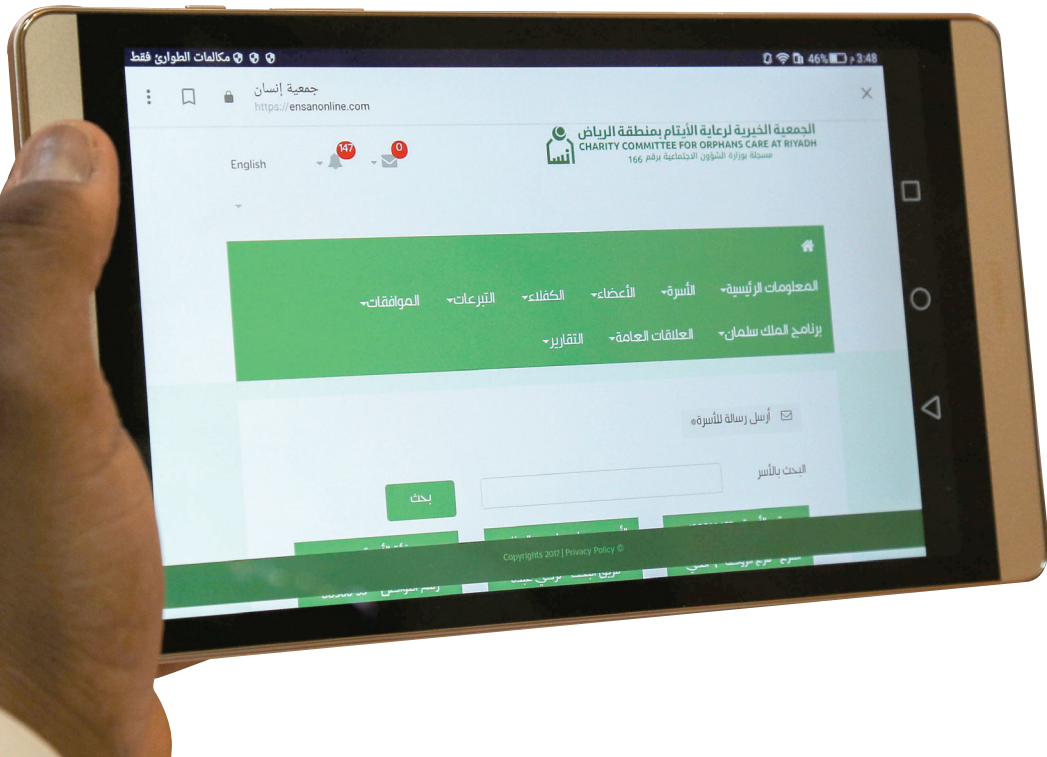 مكالمات الطوارئ فقط
46% م 3:48
جمعية إنسان
https://ensanonline.com
الجمعية الخيرية لرعاية الأيتام بمنطقة الرياض
CHARITY COMMITTEE FOR ORPHANS CARE AT RIYADH
مسجلة بوزارة الشؤون الاجتماعية برقم 166
إنسان
0
147
English
المعلومات الرئيسية الأسرة الأعضاء الكفلاء التبرعات الموافقات
برنامج الملك سلمان العلاقات العامة التقارير
أرسل رسالة للأسرة
البحث بالأسر
بحث
Copyrights 2017 | Privacy Policy ©